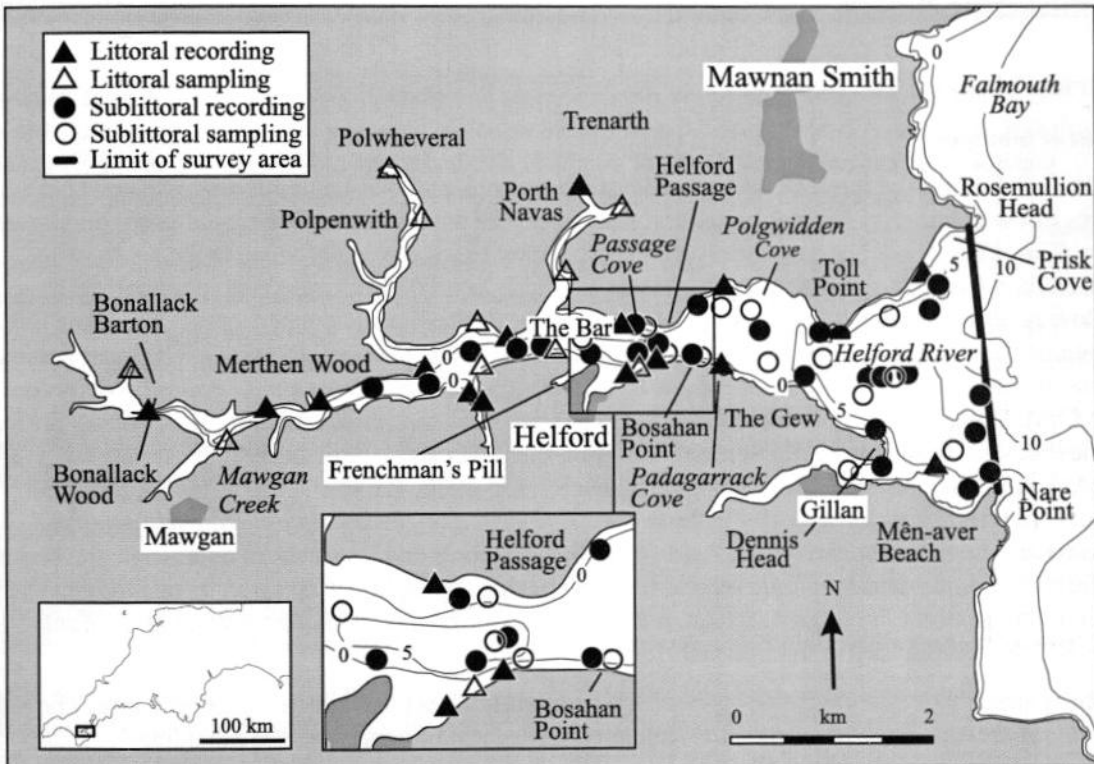 Littoral recording
Littoral sampling
Sublittoral recording
Sublittoral sampling
Limit of survey area
Mawnan Smith
0
Falmouth
Bay
Trenarth
Polwheveral
Helford
Passage
Rosemullion
Head
Porth
Navas
Polpenwith
Passage
Cove
Polgwidden
Cove
Toll
Point
5
10
Prisk
Cove
Bonallack
Barton
The Bar
Merthen Wood
0
0
Helford River
0
5
The Gew
Helford
Bosahan
Point
10
Bonallack
Wood
Mawgan
Creek
Frenchman's Pill
Padagarrack
Cove
Nare
Point
Mawgan
Gillan
Dennis
Head
Mên-aver
Beach
Helford
Passage
0
N
0
5
Bosahan
Point
100 km
0 km 2